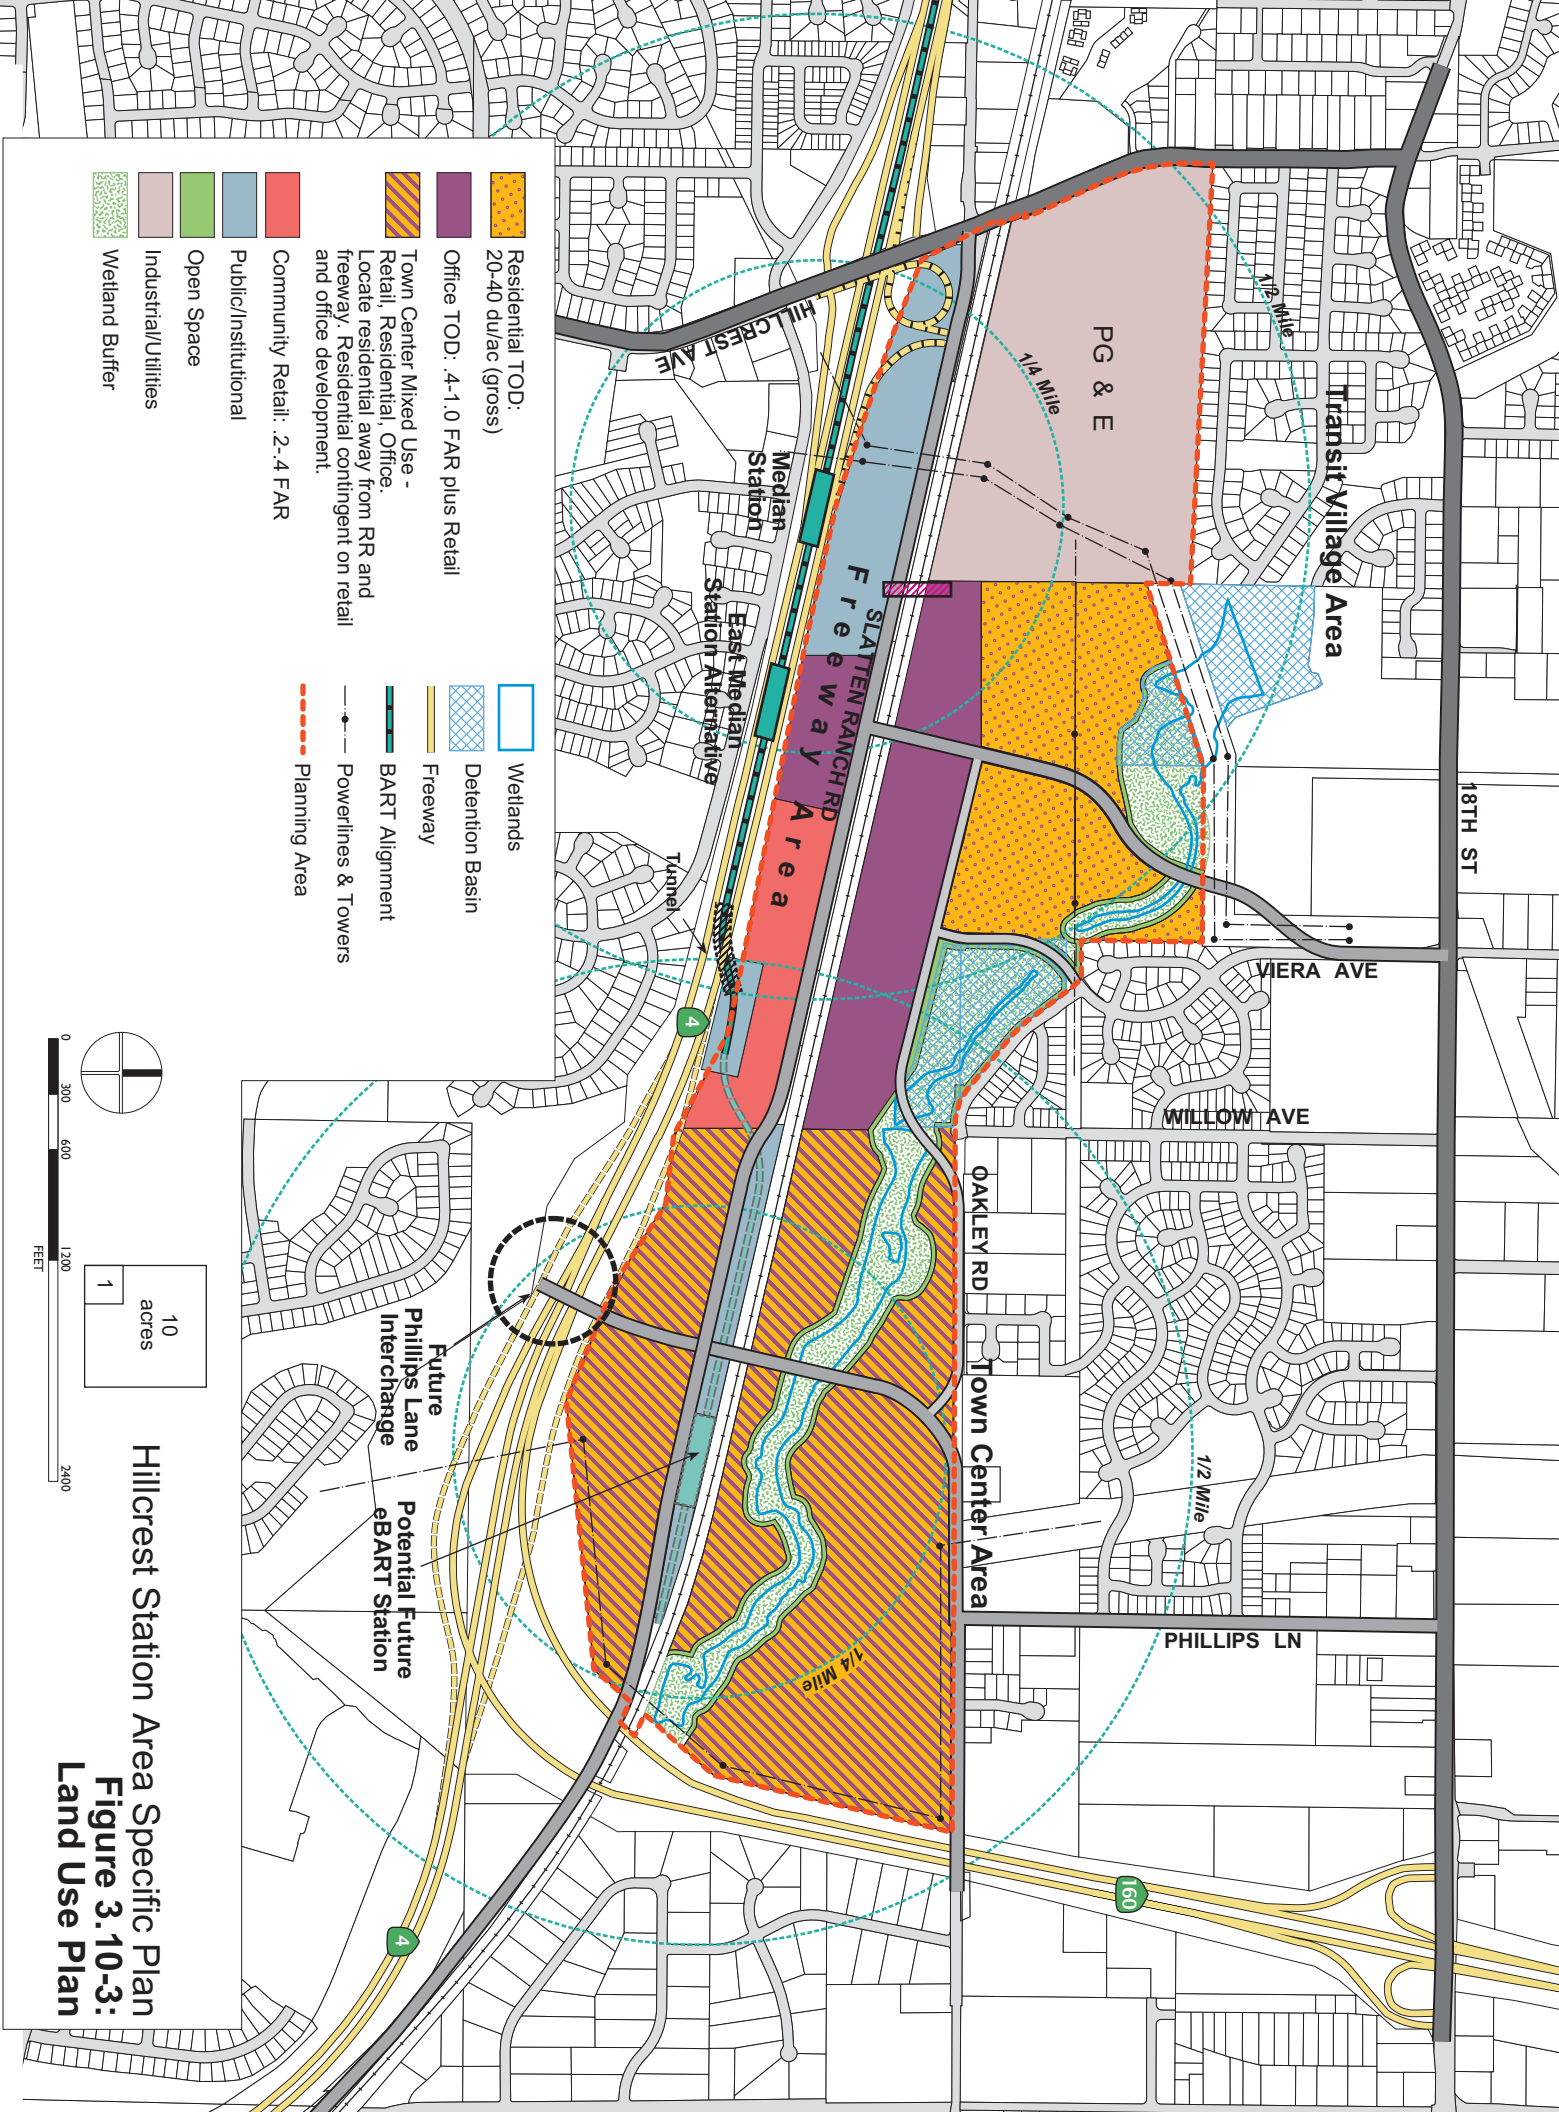 18TH ST
VIERA AVE
WILLOW AVE
PHILLIPS LN
OAKLEY RD
HILLCREST AVE
SLATTEN RANCH RD
Transit Village Area
Town Center Area
Freeway Area
PG & E
1/2 Mile
1/4 Mile
1/2 Mile
1/4 Mile
160
4
4
Median
Station
East Median
Station Alternative
Tunnel
Future
Phillips Lane
Interchange
Potential Future
eBART Station
Residential TOD:
20-40 du/ac (gross)
Office TOD: .4-1.0 FAR plus Retail
Town Center Mixed Use -
Retail, Residential, Office.
Locate residential away from RR and
freeway. Residential contingent on retail
and office development.
Community Retail: .2-.4 FAR
Public/Institutional
Open Space
Industrial/Utilities
Wetland Buffer
Wetlands
Detention Basin
Freeway
BART Alignment
Powerlines & Towers
Planning Area
0 300 600 1200 2400
FEET
10
acres
1
Hillcrest Station Area Specific Plan
Figure 3.10-3:
Land Use Plan